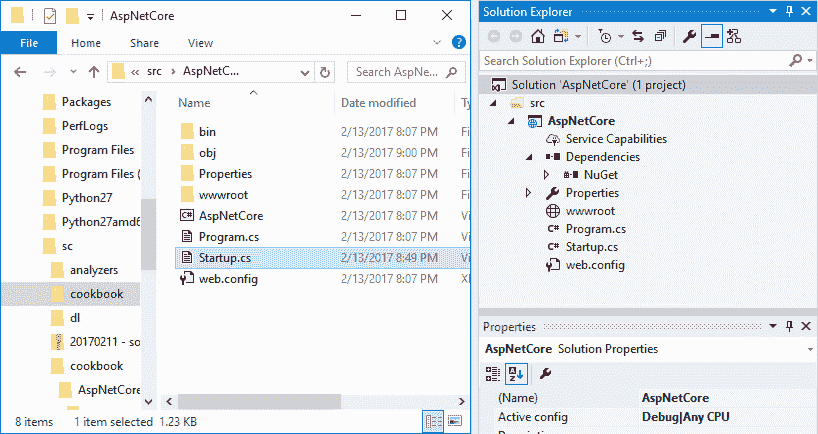 AspNetCore
File Home Share View
« src › AspNetC... Search AspNe...
Packages
PerfLogs
Program Files
Program Files (
Python27
Python27amd6
sc
analyzers
cookbook
dl
20170211 - so
cookbook
AspNetCore
Name Date modified Ty
bin 2/13/2017 8:07 PM Fi
obj 2/13/2017 9:00 PM Fi
Properties 2/13/2017 8:07 PM Fi
wwwroot 2/13/2017 8:07 PM Fi
AspNetCore 2/13/2017 8:07 PM Vi
Program.cs 2/13/2017 8:07 PM Vi
Startup.cs 2/13/2017 8:49 PM Vi
web.config 2/13/2017 8:07 PM XI
8 items 1 item selected 1.23 KB
Solution Explorer
Search Solution Explorer (Ctrl+;)
Solution 'AspNetCore' (1 project)
src
AspNetCore
Service Capabilities
Dependencies
NuGet
Properties
wwwroot
C# Program.cs
C# Startup.cs
web.config
Properties
AspNetCore Solution Properties
(Name) AspNetCore
Active config Debug|Any CPU